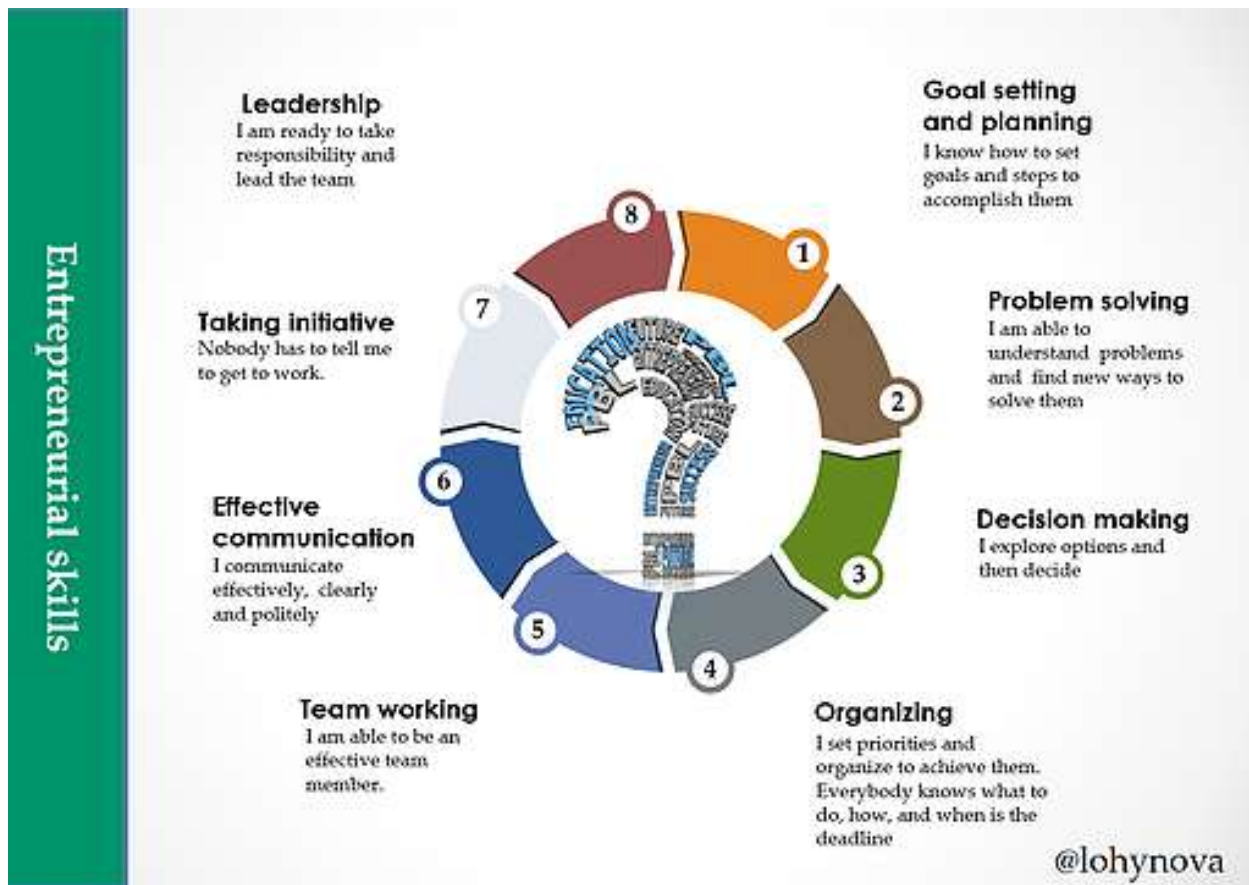 Entrepreneurial skills
Goal setting
and planning
I know how to set
goals and steps to
accomplish them
1
Problem solving
I am able to
understand problems
and find new ways to
solve them
2
Decision making
I explore options and
then decide
3
Organizing
I set priorities and
organize to achieve them.
Everybody knows what to
do, how, and when is the
deadline
4
Team working
I am able to be an
effective team
member.
5
Effective
communication
I communicate
effectively, clearly
and politely
6
Taking initiative
Nobody has to tell me
to get to work.
7
Leadership
I am ready to take
responsibility and
lead the team
8
EDUCATION
PBL
PBL
PBL
SUCCESS
@lohynova